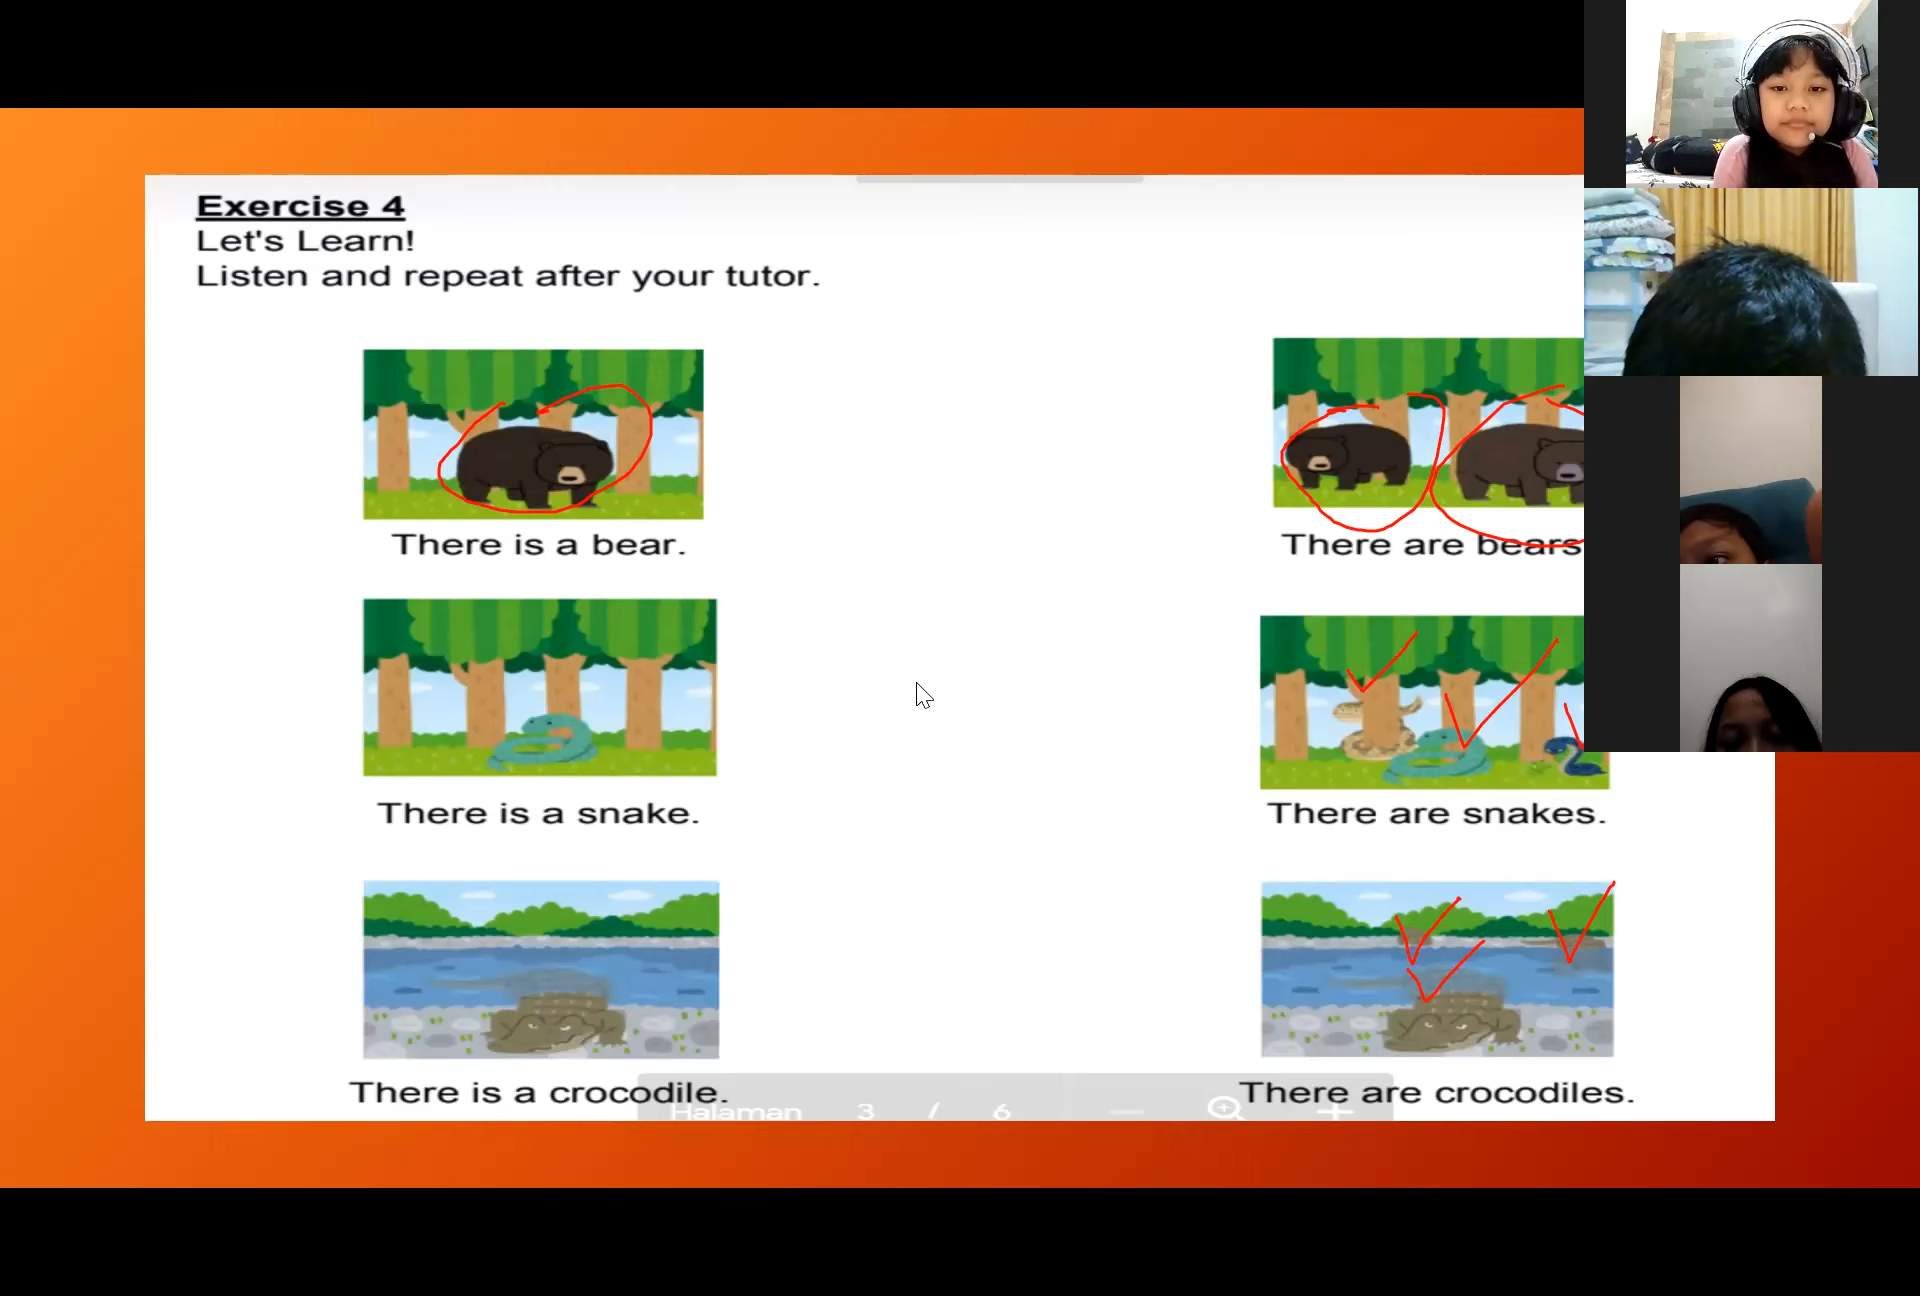 Exercise 4
Let's Learn!
Listen and repeat after your tutor.
There is a bear.
There are bears
There is a snake.
There are snakes.
There is a crocodile.
There are crocodiles.
Halaman 3 / 6